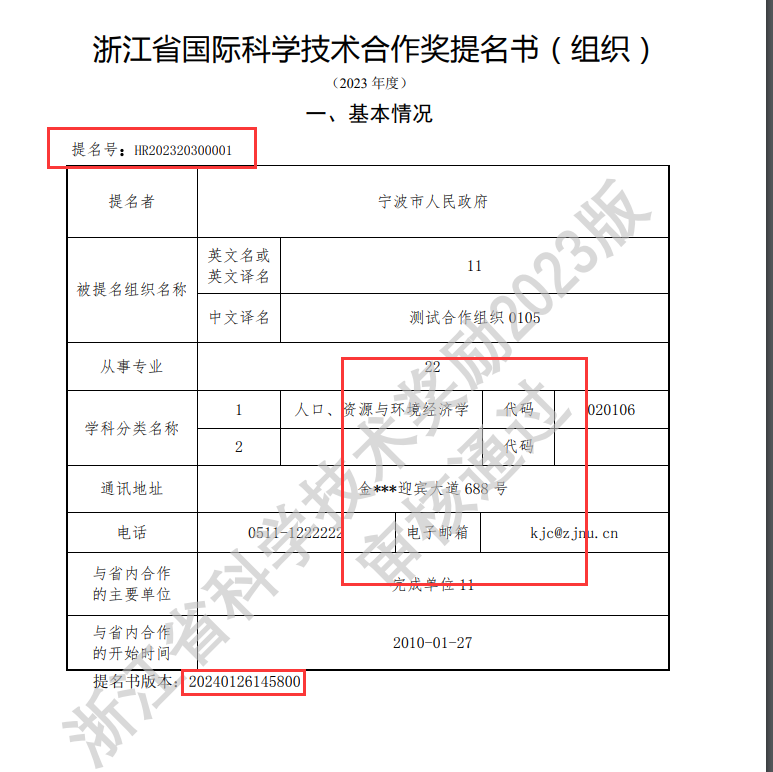 浙江省国际科学技术合作奖提名书（组织）
（2023 年度）
一、基本情况
提名号：HR202320300001
提名者
宁波市人民政府
被提名组织名称
英文名或
英文译名
11
中文译名
测试合作组织 0105
从事专业
22
学科分类名称
1
人口、资源与环境经济学
代码
020106
2
代码
通讯地址
金***迎宾大道 688 号
电话
0511-1222222
电子邮箱
kjc@zjnu.cn
与省内合作
的主要单位
完成单位 11
与省内合作
的开始时间
2010-01-27
提名书版本：20240126145800
浙江省科学技术奖励2023版
审核通过